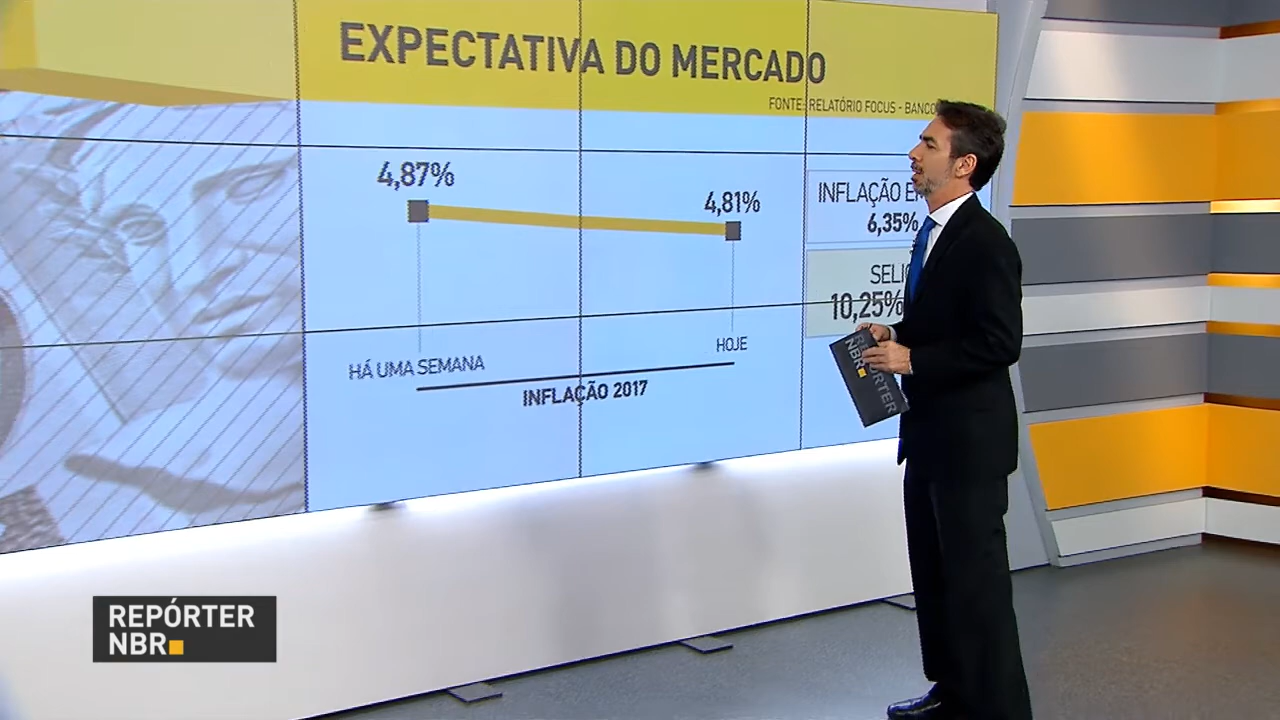 EXPECTATIVA DO MERCADO
FONTE: RELATÓRIO FOCUS - BANCO
4,87%
4,81%
INFLAÇÃO
6,35%
10,25%
HÁ UMA SEMANA
HOJE
INFLAÇÃO 2017
REPÓRTER
NBR
REPÓRTER
NBR